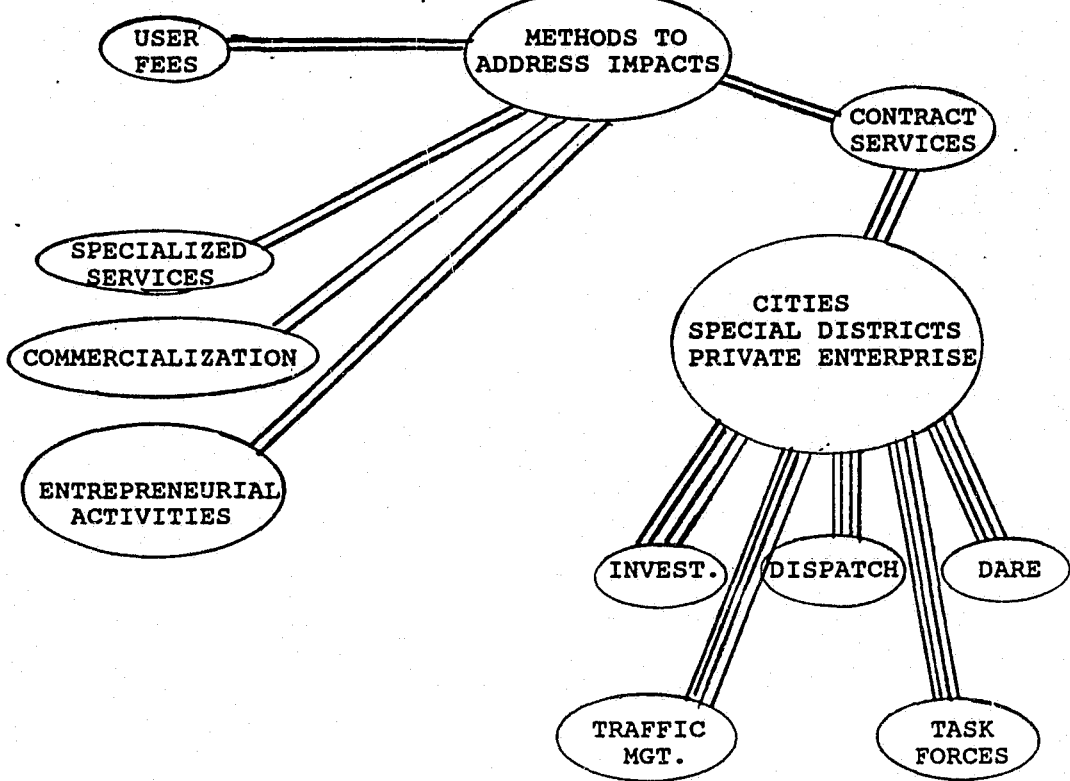 USER
FEES
METHODS TO
ADDRESS IMPACTS
CONTRACT
SERVICES
SPECIALIZED
SERVICES
COMMERCIALIZATION
ENTREPRENEURIAL
ACTIVITIES
CITIES
SPECIAL DISTRICTS
PRIVATE ENTERPRISE
INVEST.
DISPATCH
DARE
TRAFFIC
MGT.
TASK
FORCES